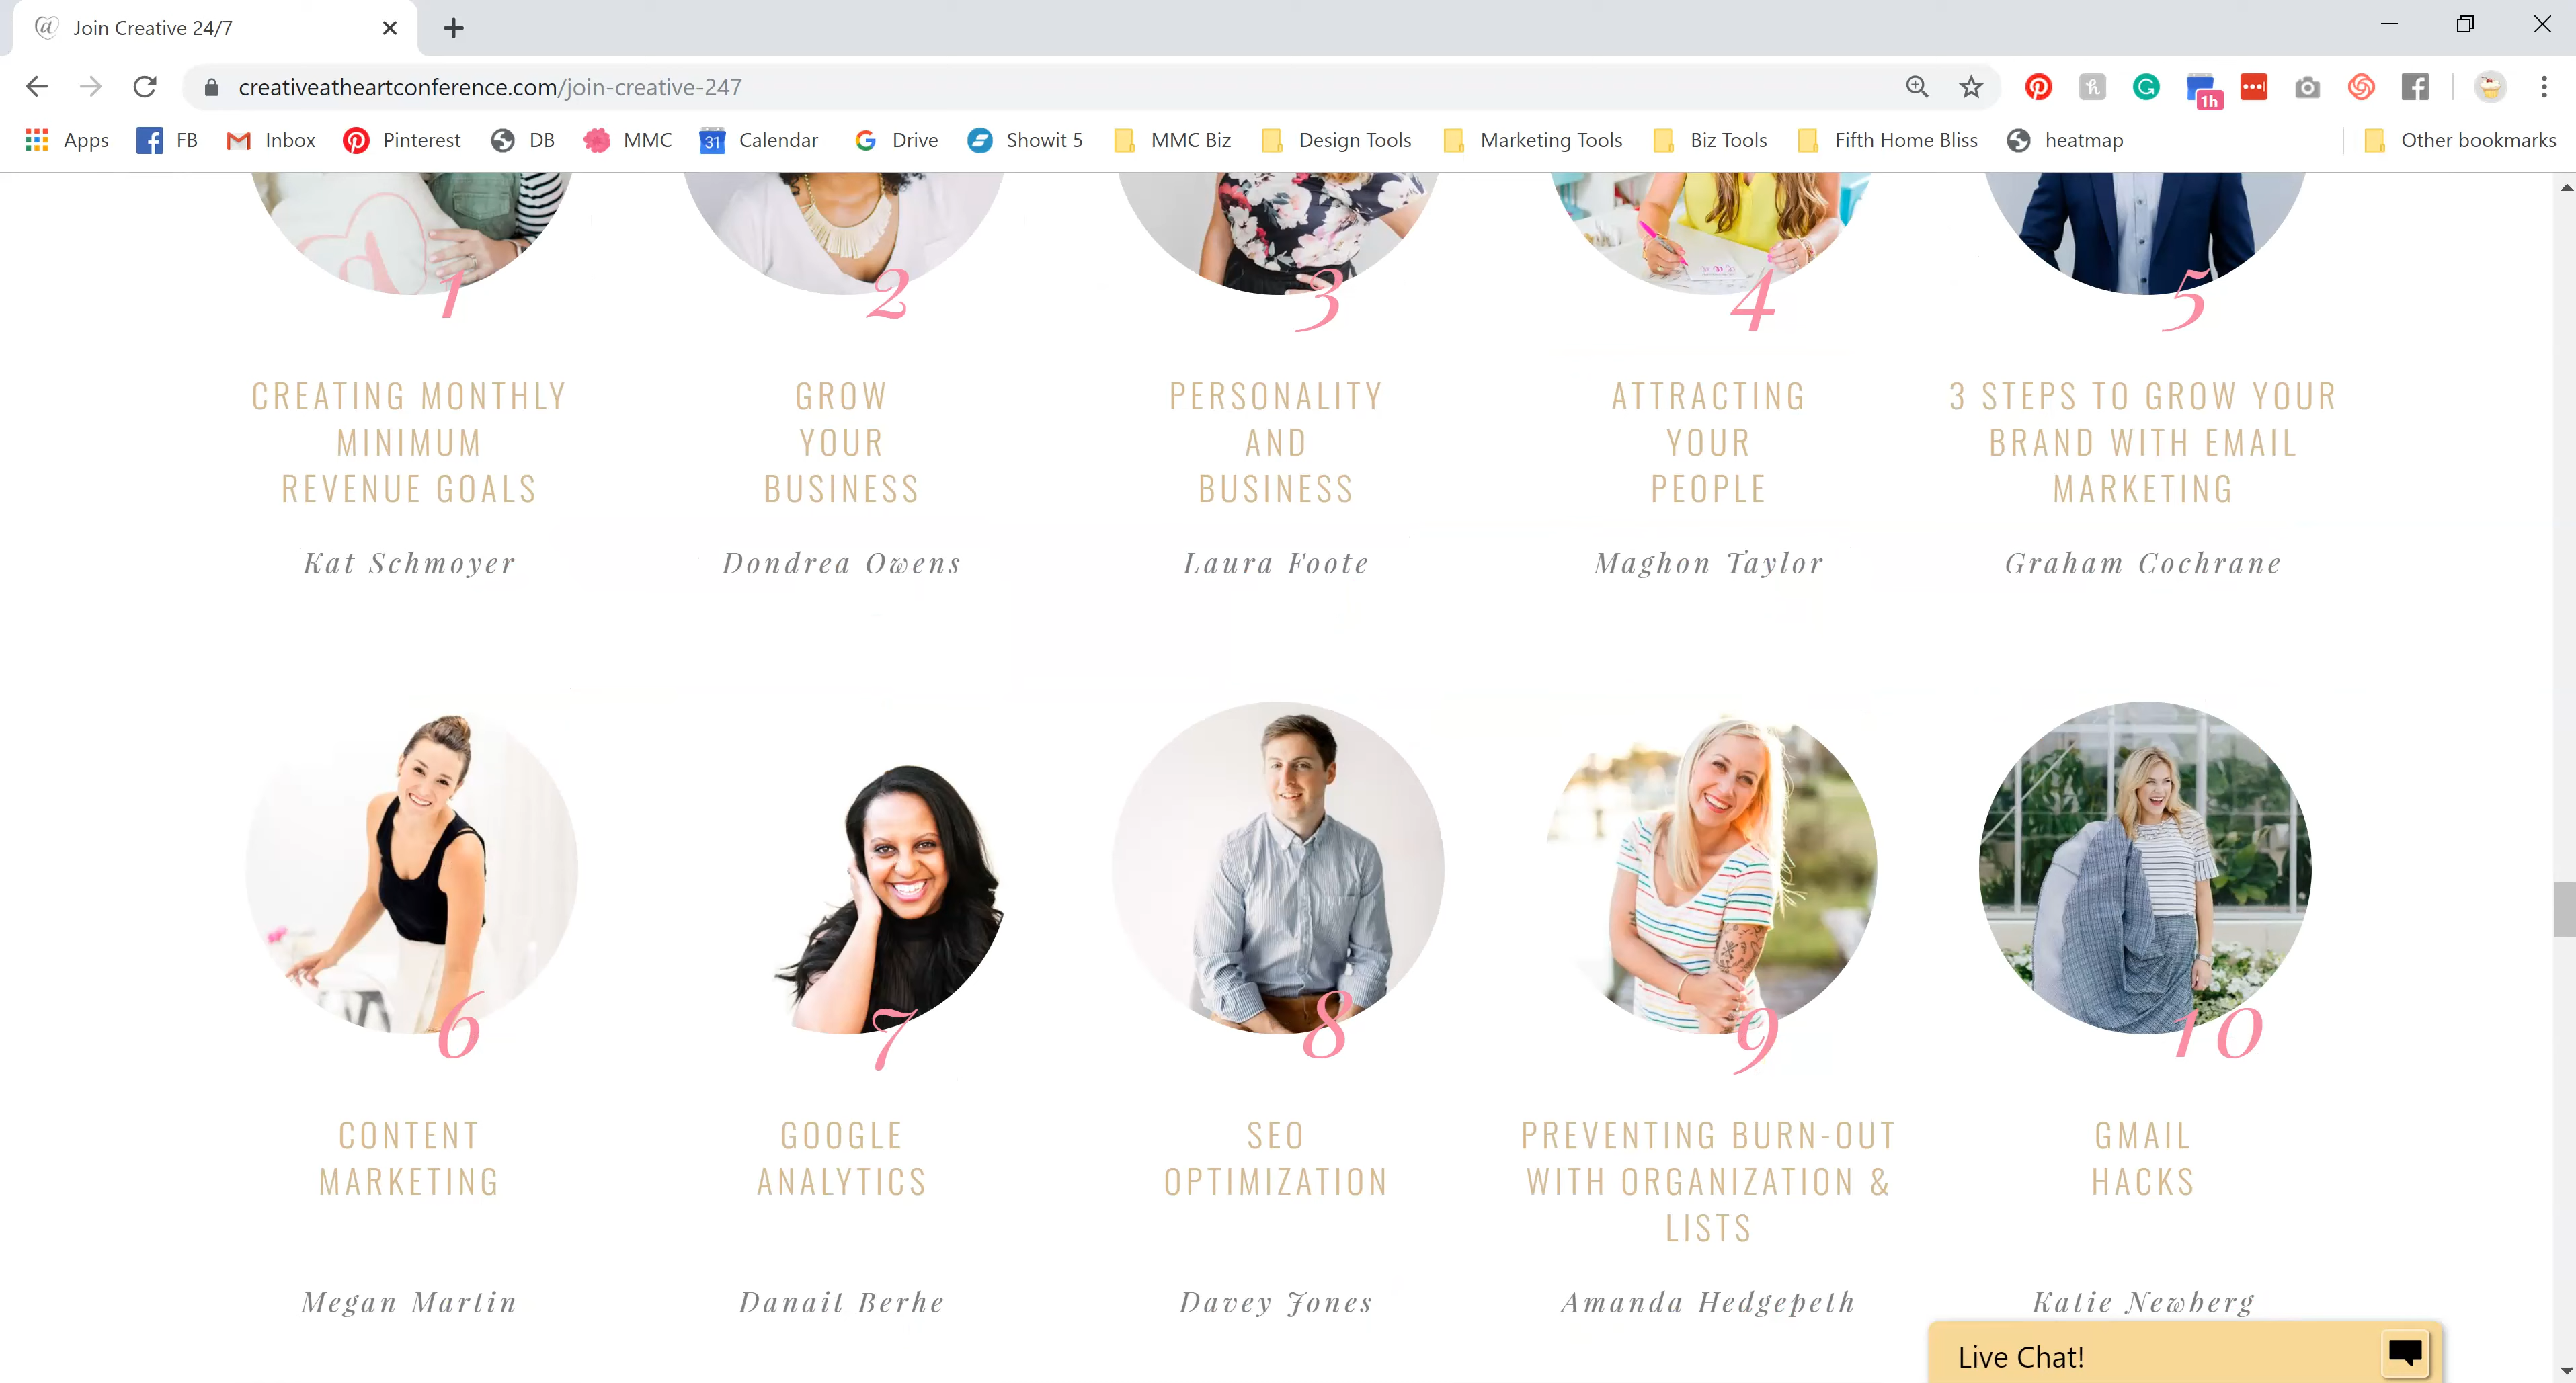 Join Creative 24/7
creativeatheartconference.com/join-creative-247
1h
Apps FB Inbox Pinterest DB MMC 31 Calendar Drive Showit 5 MMC Biz Design Tools Marketing Tools Biz Tools Fifth Home Bliss heatmap Other bookmarks
1 2 3 4 5
CREATING MONTHLY
MINIMUM
REVENUE GOALS
Kat Schmoyer
GROW
YOUR
BUSINESS
Dondrea Owens
PERSONALITY
AND
BUSINESS
Laura Foote
ATTRACTING
YOUR
PEOPLE
Maghon Taylor
3 STEPS TO GROW YOUR
BRAND WITH EMAIL
MARKETING
Graham Cochrane
6 7 8 9 10
CONTENT
MARKETING
Megan Martin
GOOGLE
ANALYTICS
Danait Berhe
SEO
OPTIMIZATION
Davey Jones
PREVENTING BURN-OUT
WITH ORGANIZATION &
LISTS
Amanda Hedgepeth
GMAIL
HACKS
Katie Newberg
Live Chat!